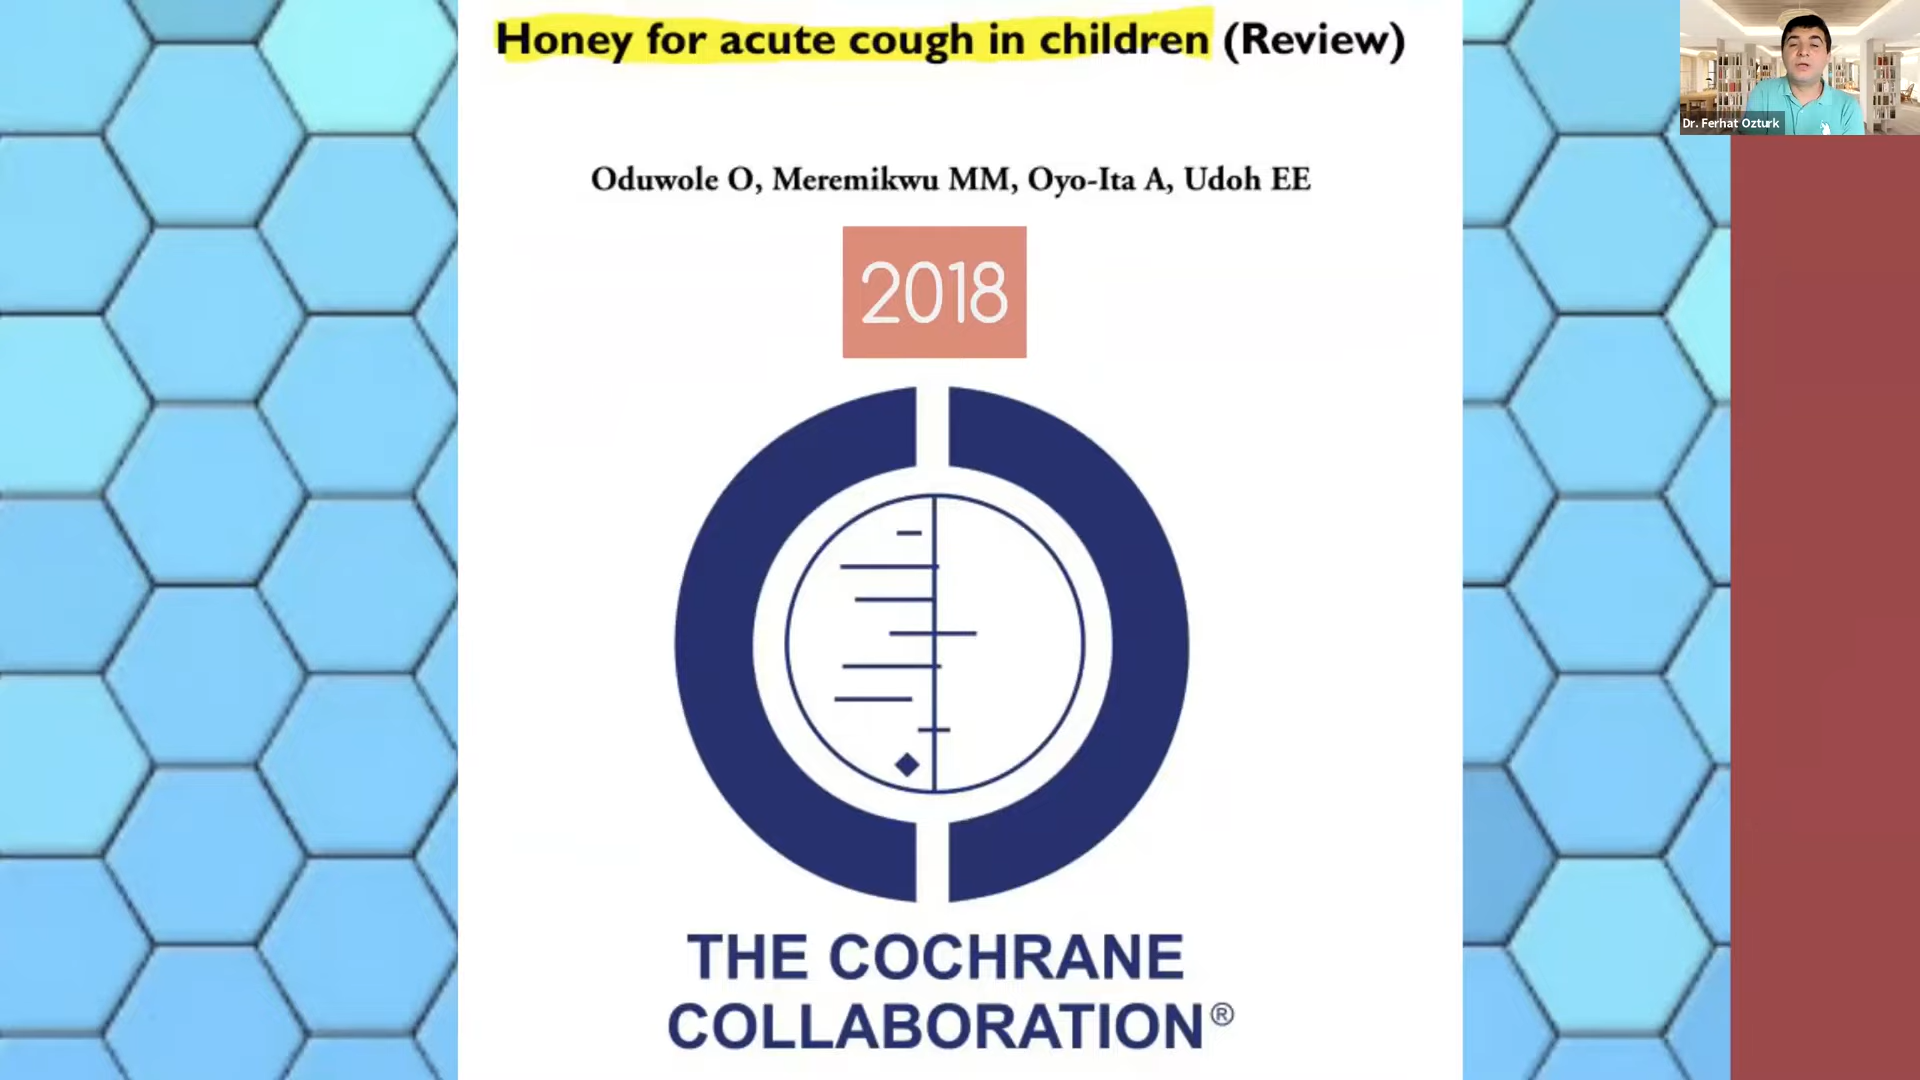 Honey for acute cough in children (Review)
Dr. Ferhat Ozturk
Oduwole O, Meremikwu MM, Oyo-Ita A, Udoh EE
2018
THE COCHRANE
COLLABORATION®